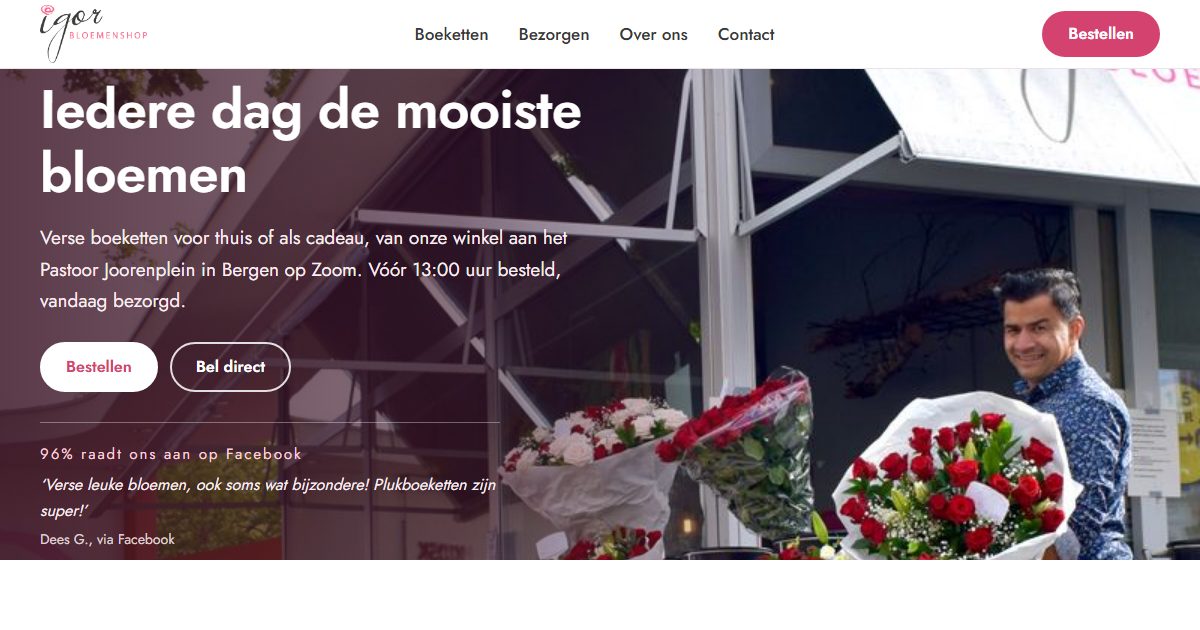 igor
BLOEMENSHOP
Boeketten
Bezorgen
Over ons
Contact
Bestellen
Iedere dag de mooiste
bloemen
Verse boeketten voor thuis of als cadeau, van onze winkel aan het
Pastoor Joorenplein in Bergen op Zoom. Vóór 13:00 uur besteld,
vandaag bezorgd.
Bestellen
Bel direct
96% raadt ons aan op Facebook
‘Verse leuke bloemen, ook soms wat bijzondere! Plukboeketten zijn
super!’
Dees G., via Facebook